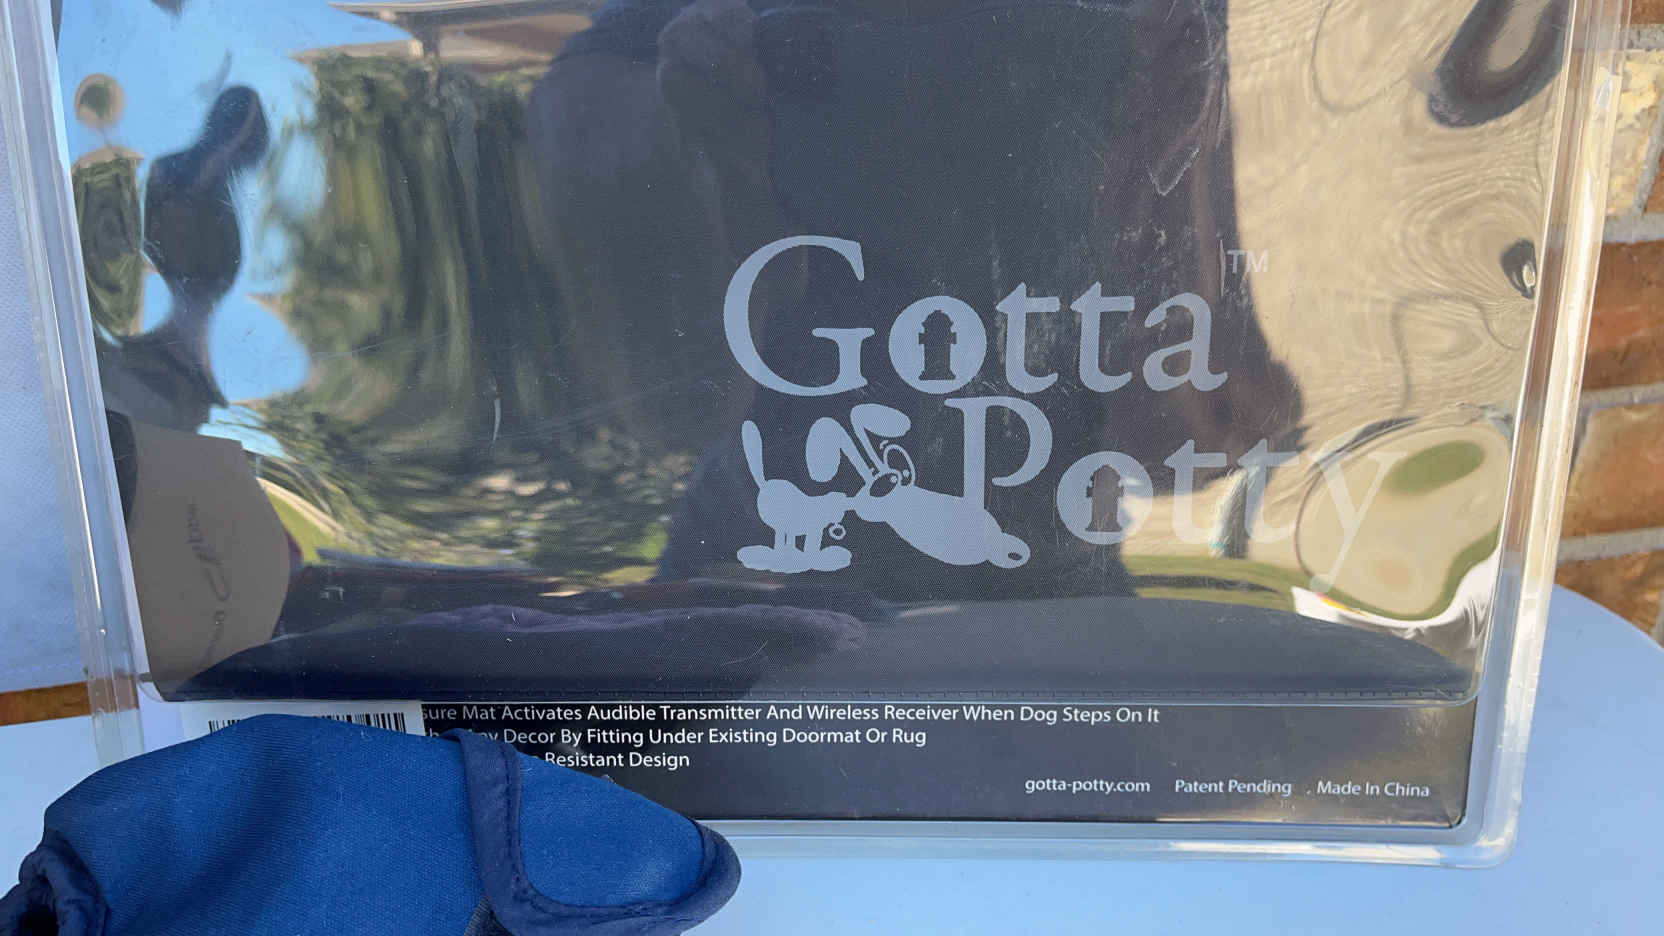 Gotta™
Potty
sure Mat Activates Audible Transmitter And Wireless Receiver When Dog Steps On It
Any Decor By Fitting Under Existing Doormat Or Rug
Resistant Design
gotta-potty.com Patent Pending . Made In China